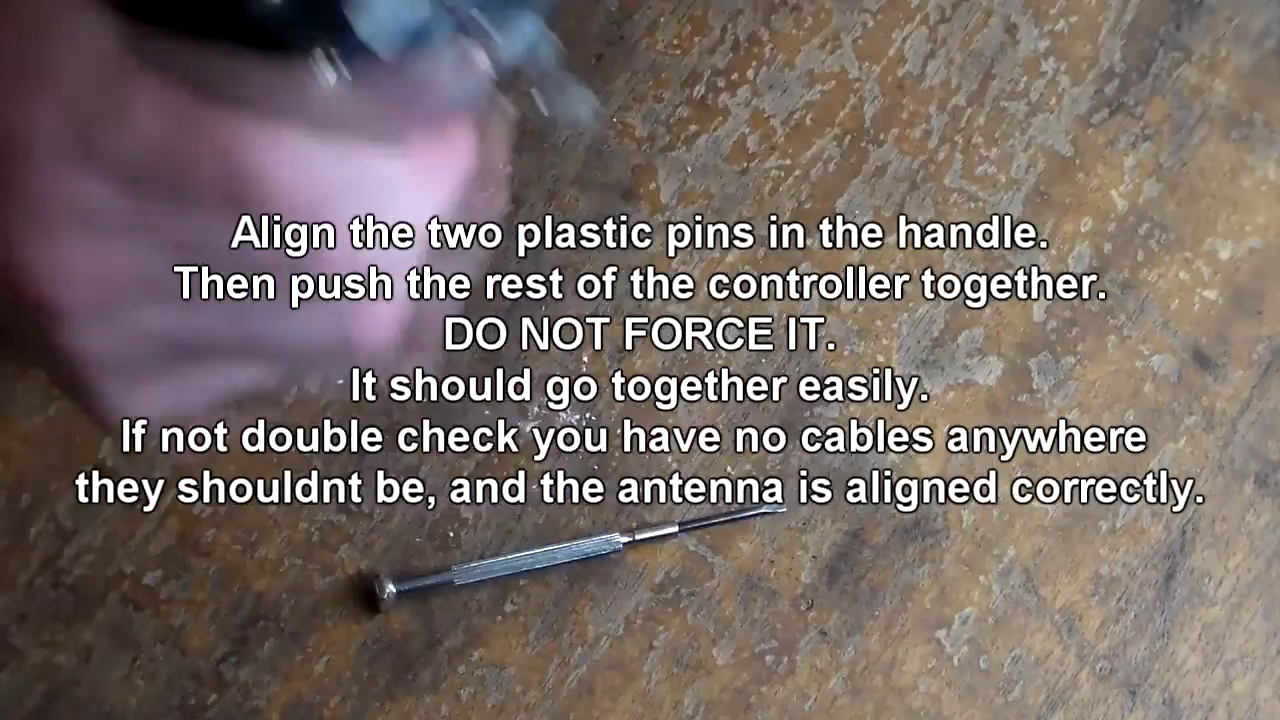 Align the two plastic pins in the handle.
Then push the rest of the controller together.
DO NOT FORCE IT.
It should go together easily.
If not double check you have no cables anywhere
they shouldnt be, and the antenna is aligned correctly.